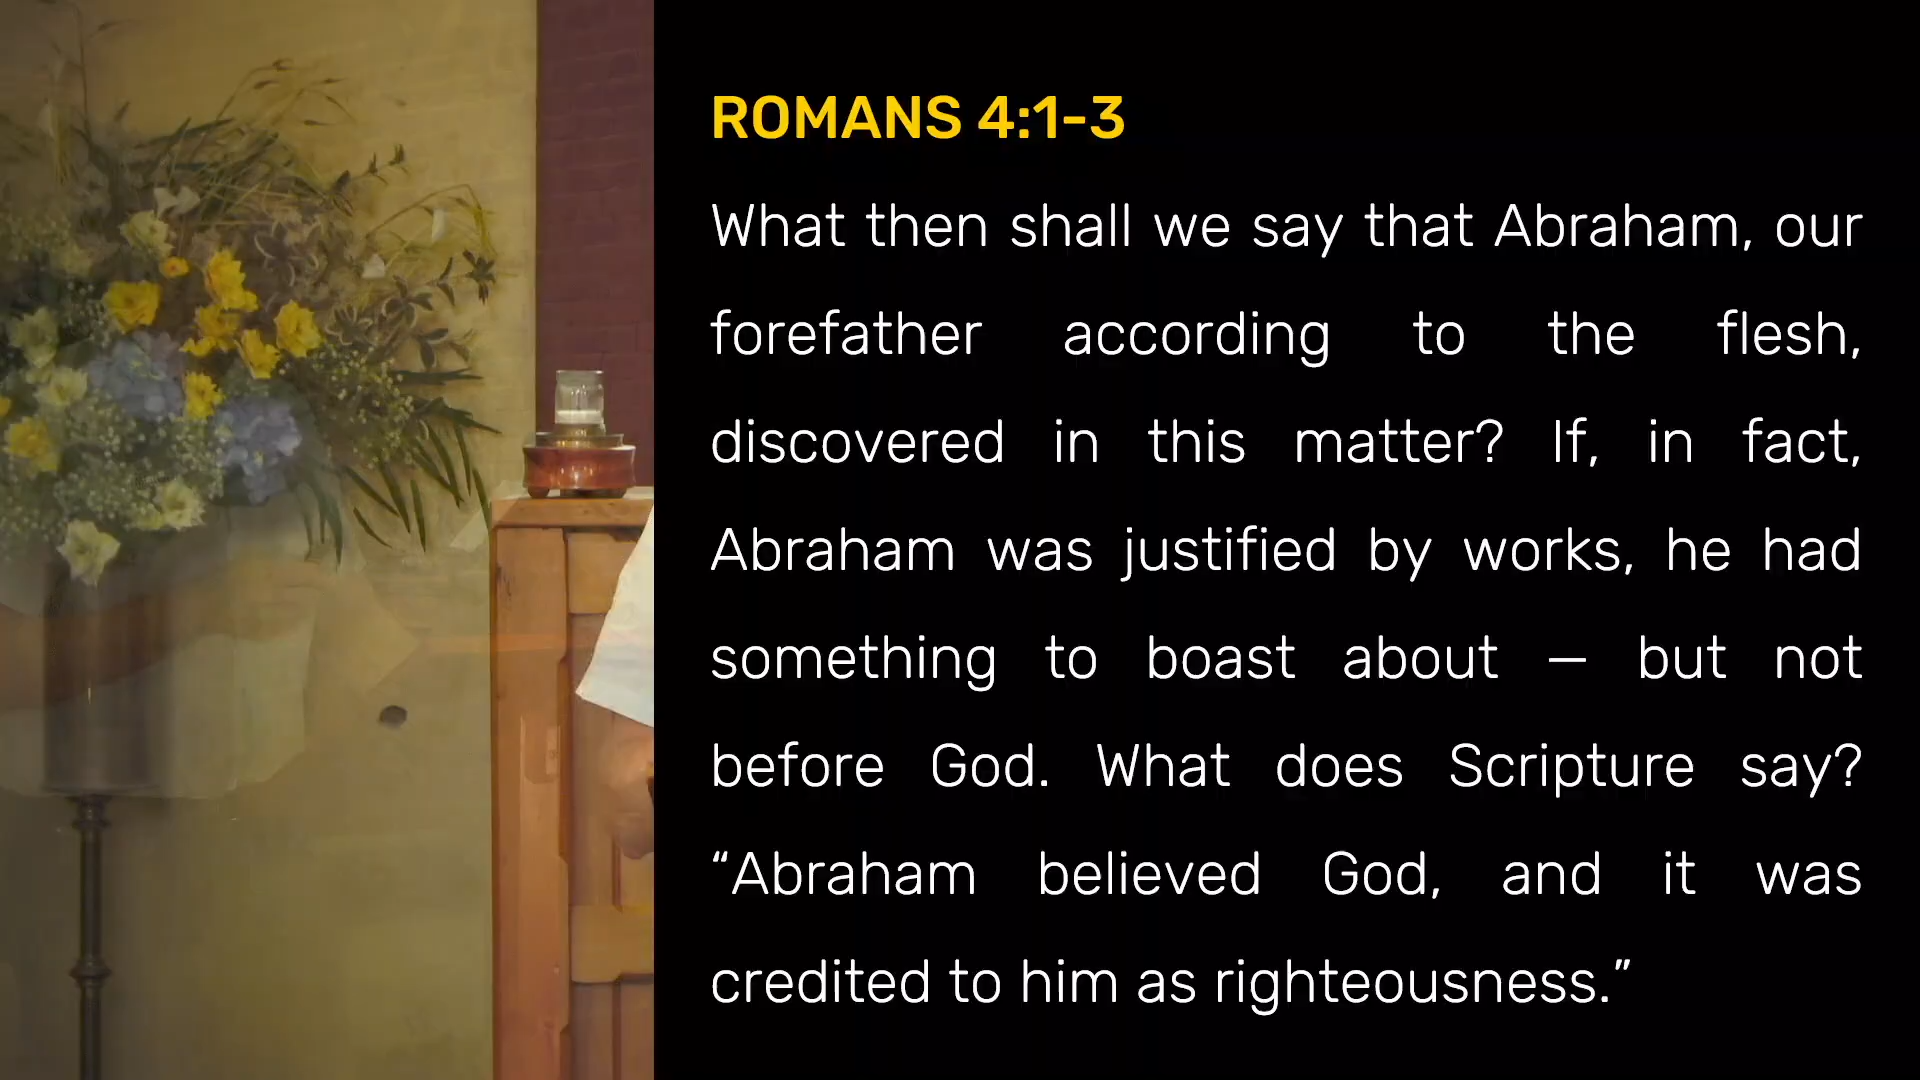 ROMANS 4:1-3
What then shall we say that Abraham, our
forefather according to the flesh,
discovered in this matter? If, in fact,
Abraham was justified by works, he had
something to boast about – but not
before God. What does Scripture say?
“Abraham believed God, and it was
credited to him as righteousness.”